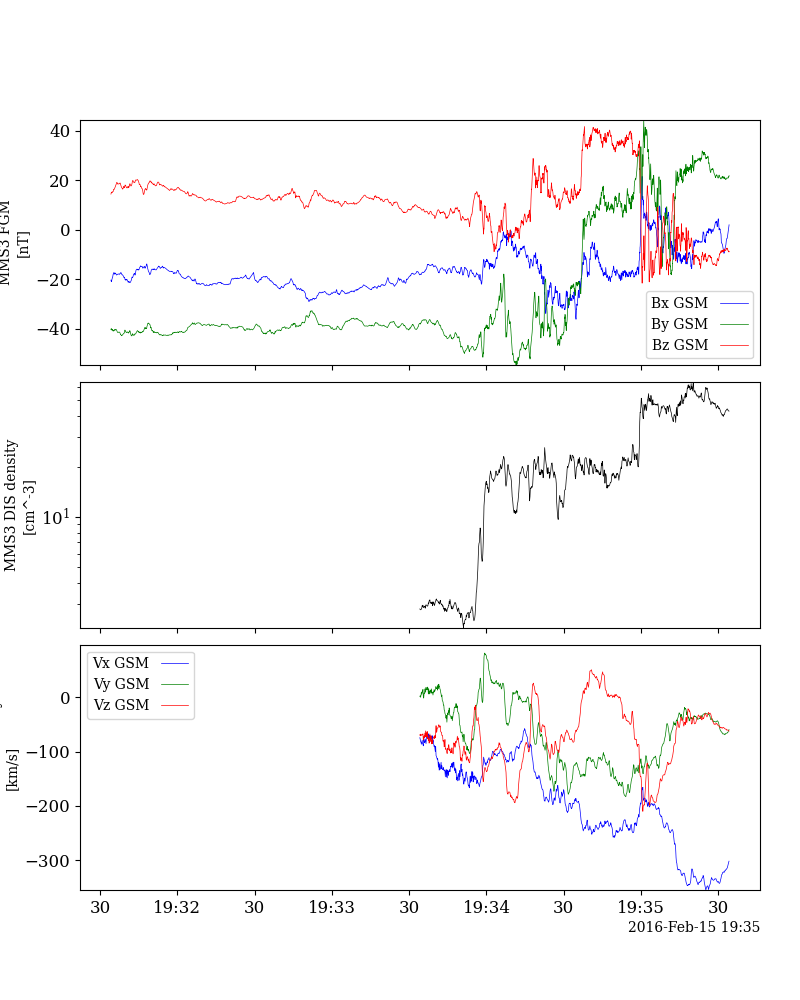 40
20
0
−20
−40
MMS3 FGM
[nT]
Bx GSM
By GSM
Bz GSM
10^1
MMS3 DIS density
[cm^-3]
Vx GSM
Vy GSM
Vz GSM
0
−100
−200
−300
[km/s]
30 19:32 30 19:33 30 19:34 30 19:35 30
2016-Feb-15 19:35